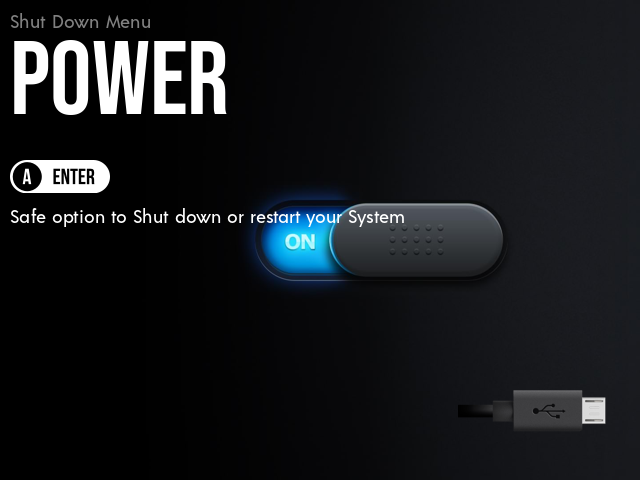 Shut Down Menu
POWER
A ENTER
Safe option to Shut down or restart your System
ON